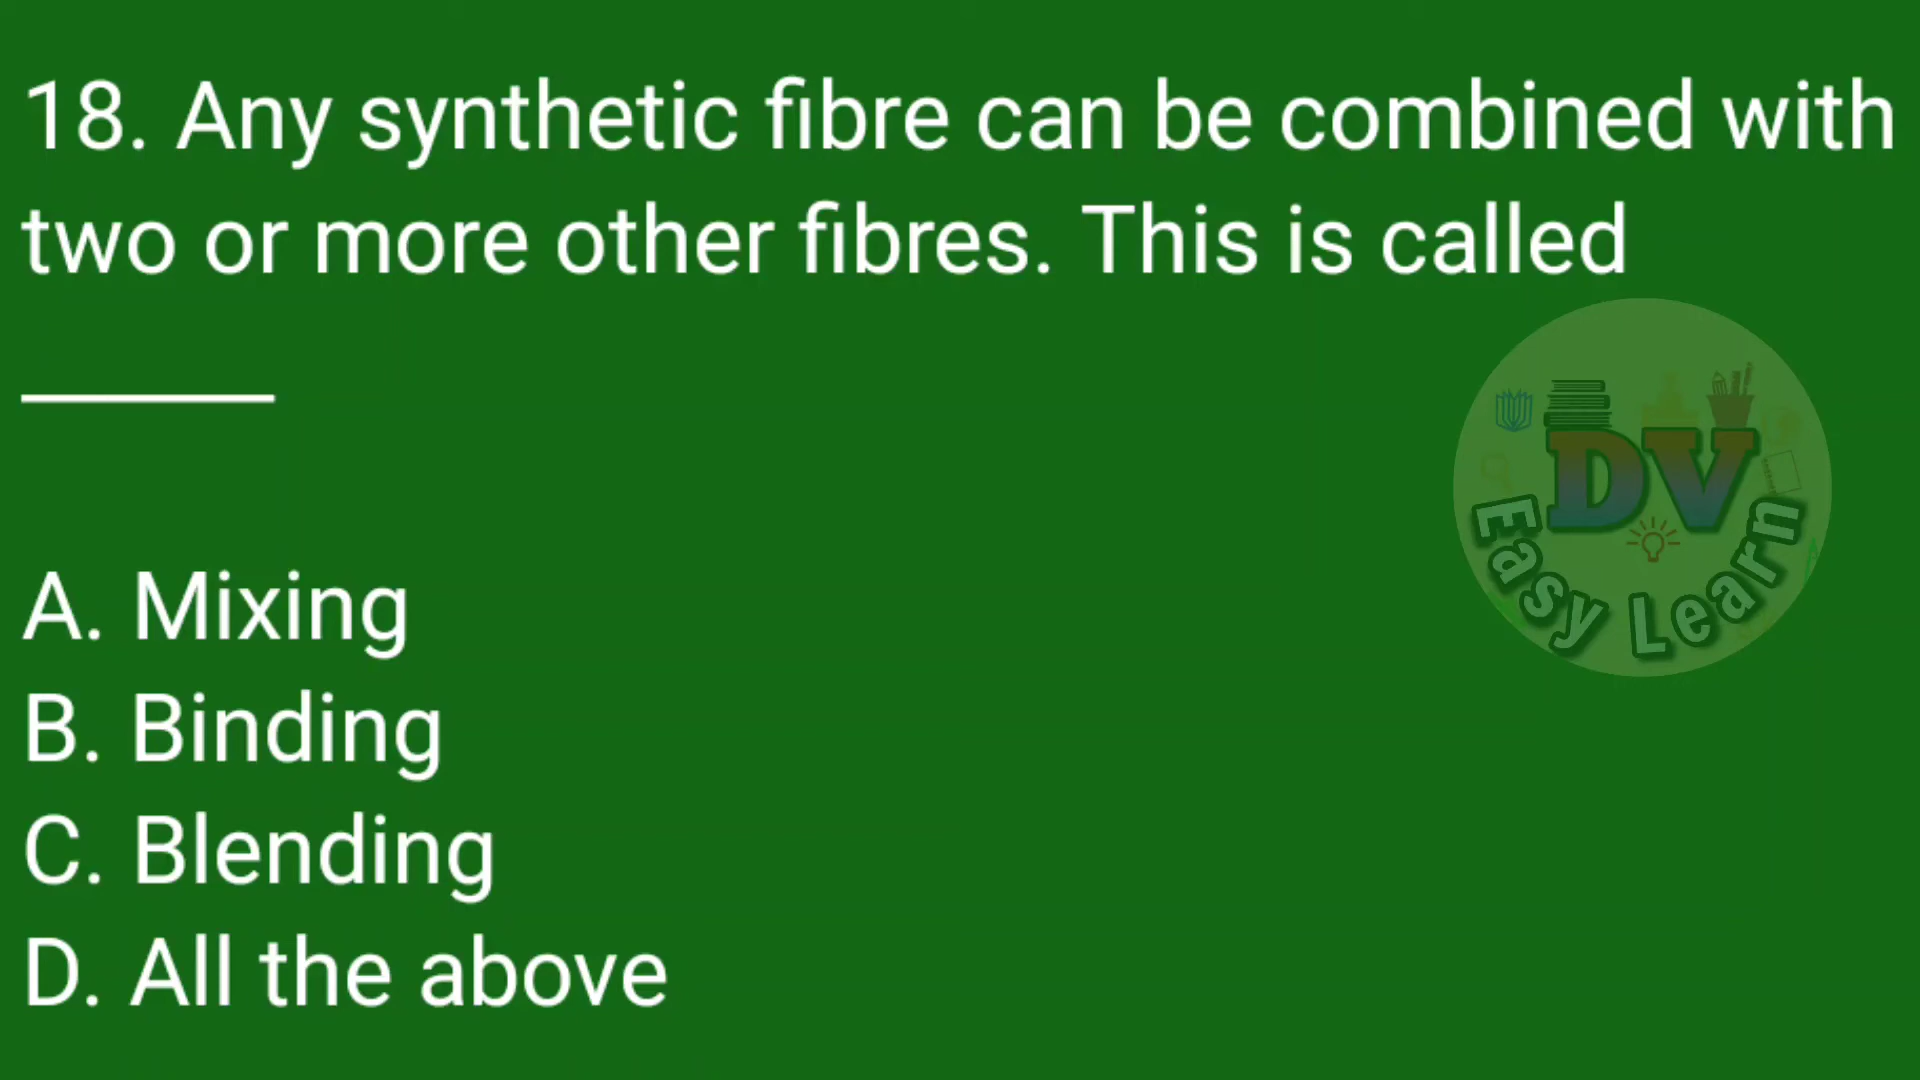 18. Any synthetic fibre can be combined with
two or more other fibres. This is called
________
DV
Easy Learn
A. Mixing
B. Binding
C. Blending
D. All the above